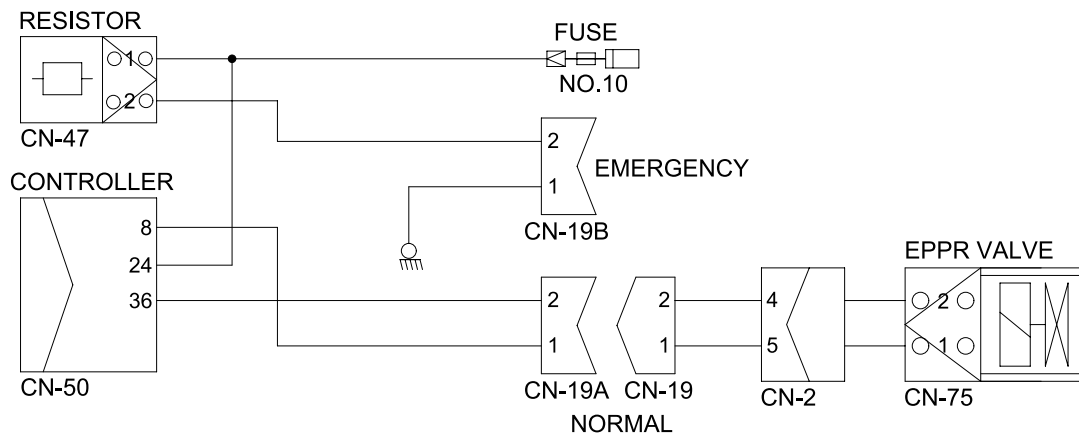 RESISTOR
FUSE
1
NO.10
2
CN-47
2
EMERGENCY
1
CONTROLLER
8
CN-19B
24
EPPR VALVE
36
2
2
4
2
1
1
5
1
CN-50
CN-19A
CN-19
CN-2
CN-75
NORMAL